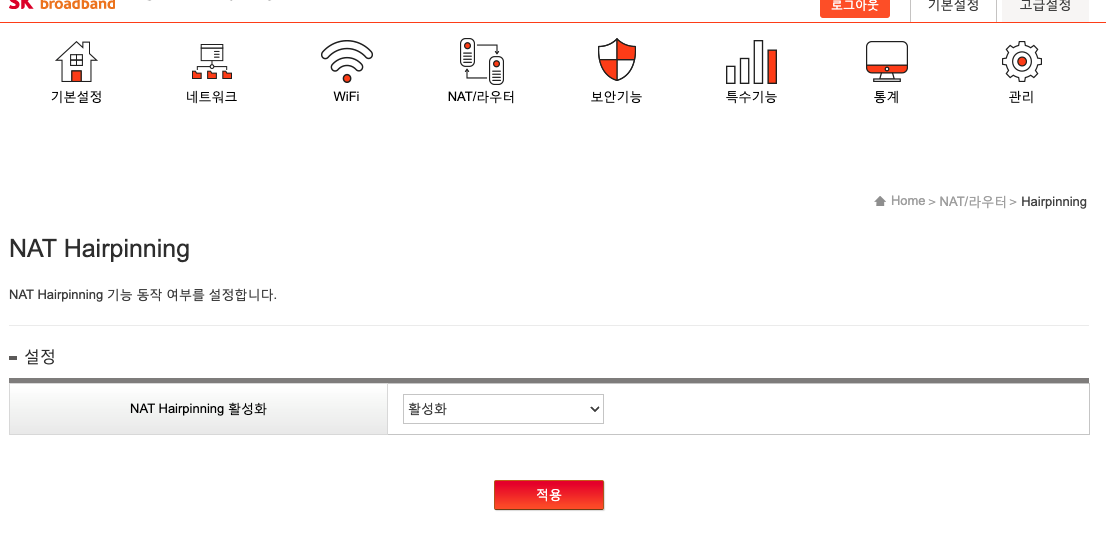 SK broadband
로그아웃 기본설정 고급설정
기본설정 네트워크 WiFi NAT/라우터 보안기능 특수기능 통계 관리
Home > NAT/라우터 > Hairpinning
NAT Hairpinning
NAT Hairpinning 기능 동작 여부를 설정합니다.
설정
NAT Hairpinning 활성화 활성화
적용